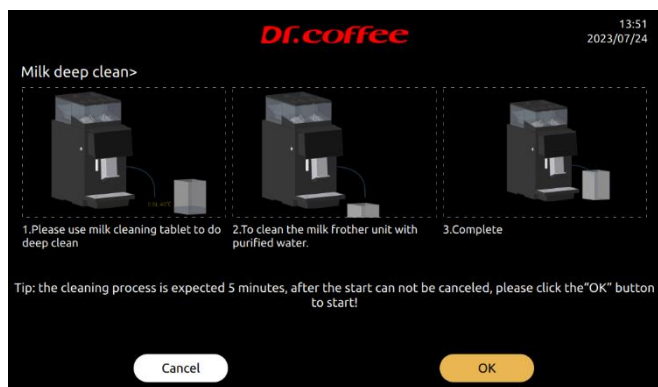 Dr.coffee
13:51
2023/07/24
Milk deep clean>
1.Please use milk cleaning tablet to do
deep clean
2.To clean the milk frother unit with
purified water.
3.Complete
Tip: the cleaning process is expected 5 minutes, after the start can not be canceled, please click the"OK" button
to start!
Cancel
OK